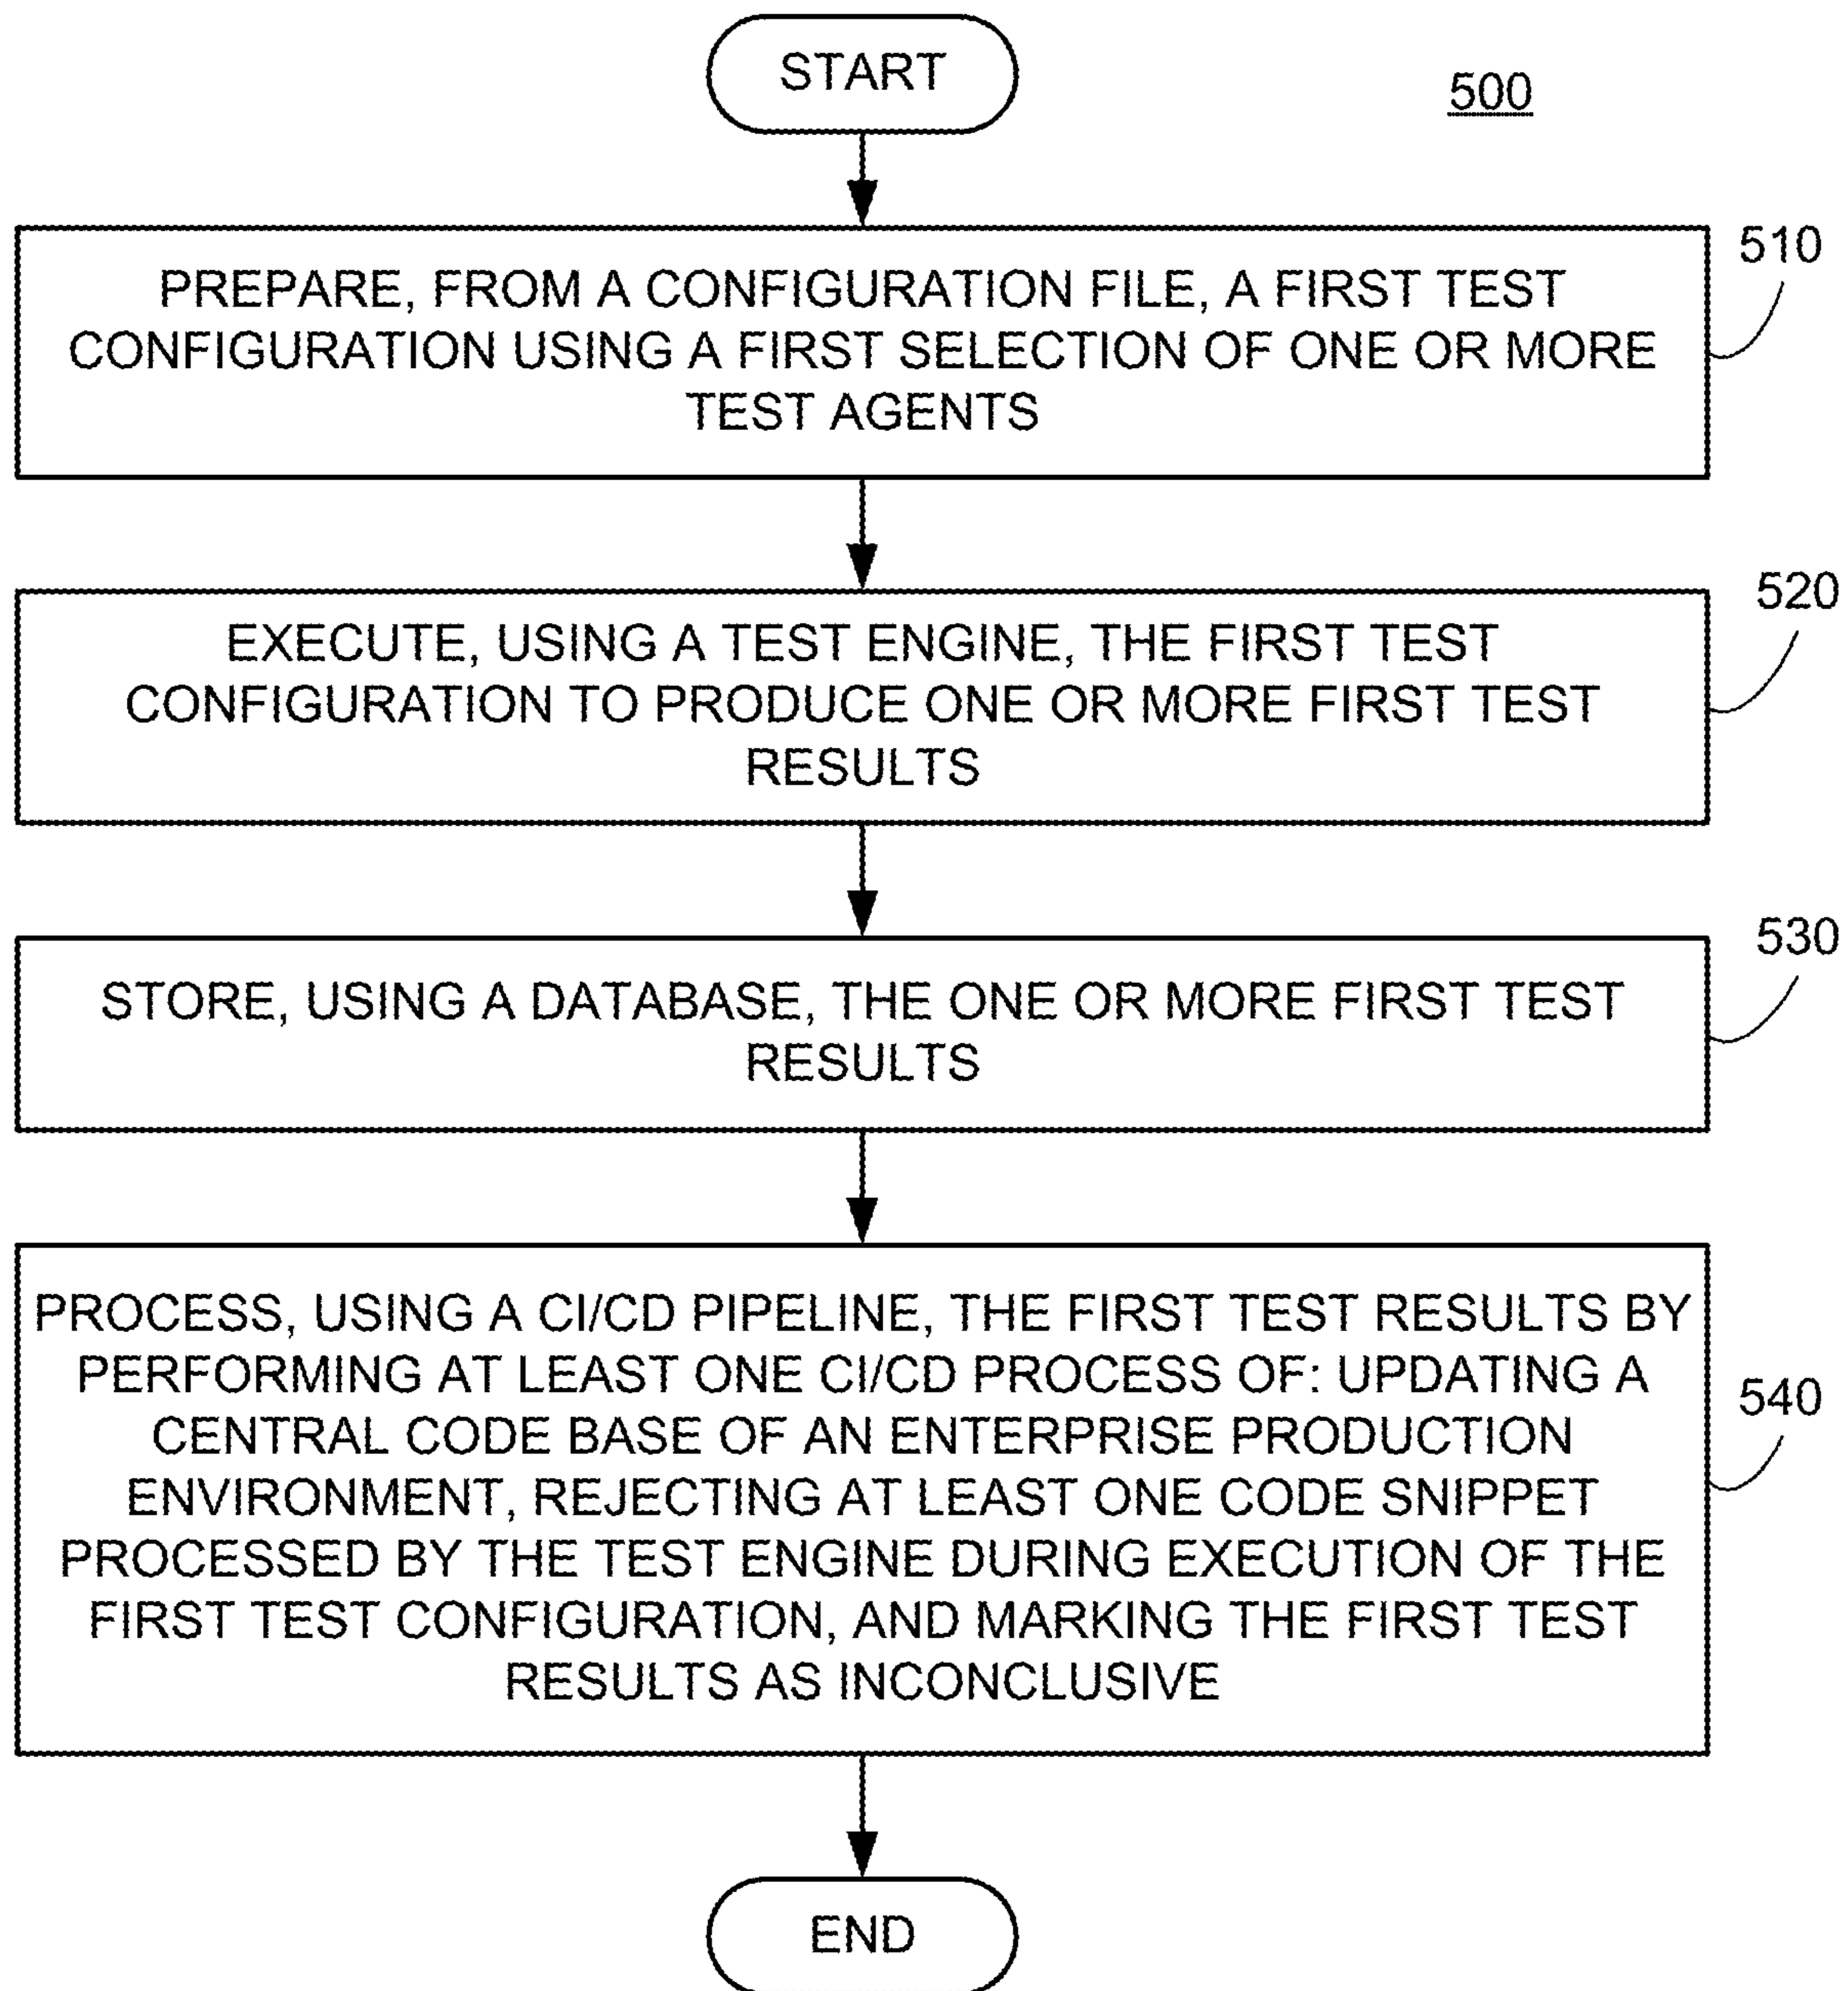 START
500
PREPARE, FROM A CONFIGURATION FILE, A FIRST TEST
CONFIGURATION USING A FIRST SELECTION OF ONE OR MORE
TEST AGENTS
510
EXECUTE, USING A TEST ENGINE, THE FIRST TEST
CONFIGURATION TO PRODUCE ONE OR MORE FIRST TEST
RESULTS
520
STORE, USING A DATABASE, THE ONE OR MORE FIRST TEST
RESULTS
530
PROCESS, USING A CI/CD PIPELINE, THE FIRST TEST RESULTS BY
PERFORMING AT LEAST ONE CI/CD PROCESS OF: UPDATING A
CENTRAL CODE BASE OF AN ENTERPRISE PRODUCTION
ENVIRONMENT, REJECTING AT LEAST ONE CODE SNIPPET
PROCESSED BY THE TEST ENGINE DURING EXECUTION OF THE
FIRST TEST CONFIGURATION, AND MARKING THE FIRST TEST
RESULTS AS INCONCLUSIVE
540
END